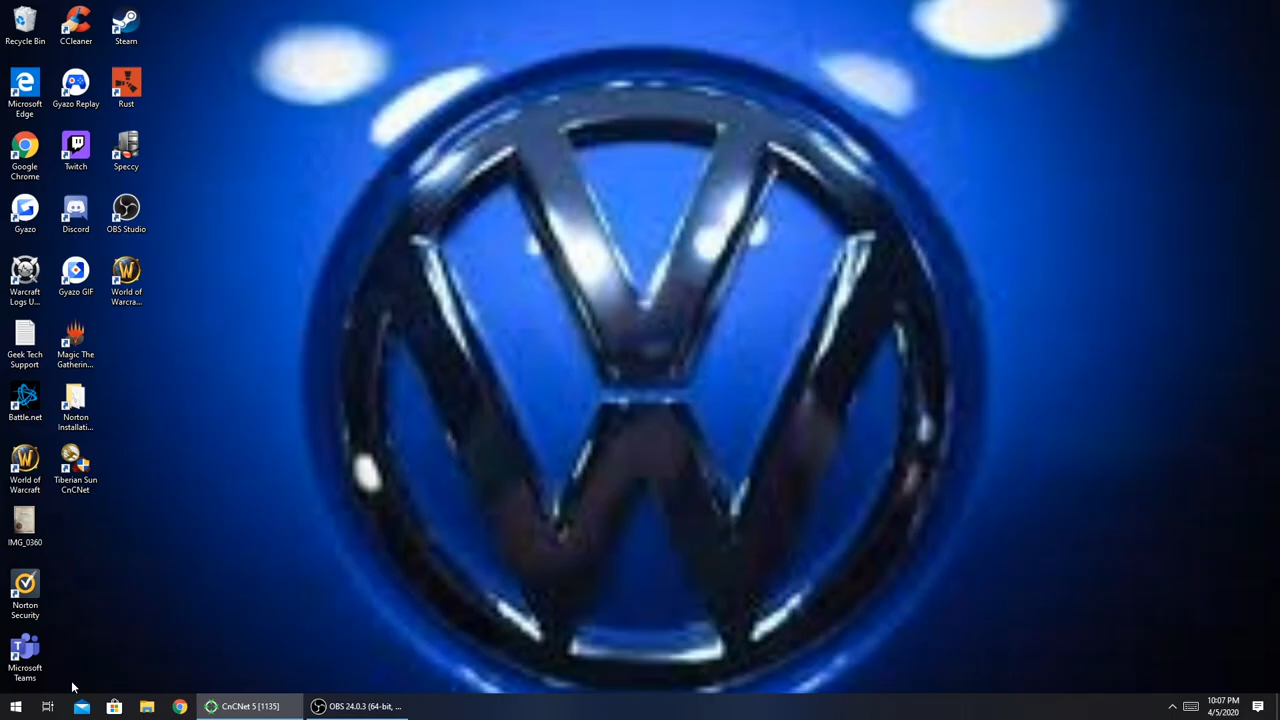 Recycle Bin
CCleaner
Steam
Microsoft
Edge
Gyazo Replay
Rust
Google
Chrome
Twitch
Speccy
Gyazo
Discord
OBS Studio
Warcraft
Logs U...
Gyazo GIF
World of
Warcra...
Geek Tech
Support
Magic The
Gatherin...
Battle.net
Norton
Installati...
World of
Warcraft
Tiberian Sun
CnCNet
IMG_0360
Norton
Security
Microsoft
Teams
CnCNet 5 [1135]
OBS 24.0.3 (64-bit, ...
10:07 PM
4/5/2020